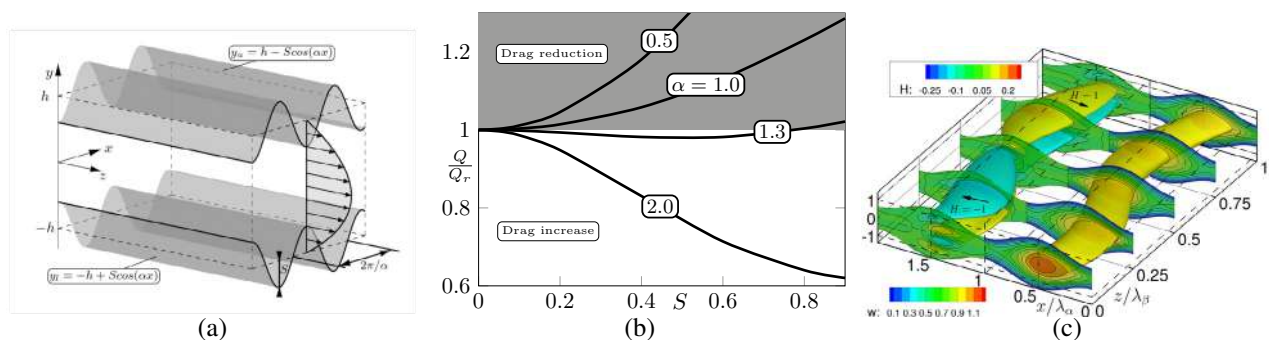 y_u = h − Scos(αx)
y
h
x
z
−h
y_l = −h + Scos(αx)
S
2π/α
(a)
1.2
1
Q/Q_r
0.8
0.6
Drag reduction
0.5
α = 1.0
1.3
2.0
Drag increase
0 0.2 0.4 S 0.6 0.8
(b)
H: -0.25 -0.1 0.05 0.2
H=1
H=−1
1
0
-1
1.5
1
0.5
x/λ_α
0
0
0.25
z/λ_β
0.5
0.75
1
w: 0.1 0.3 0.5 0.7 0.9 1.1
(c)